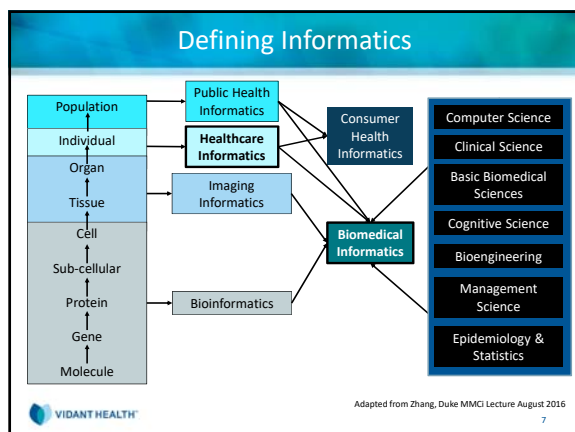 Defining Informatics
Population
Individual
Organ
Tissue
Cell
Sub-cellular
Protein
Gene
Molecule
Public Health
Informatics
Healthcare
Informatics
Imaging
Informatics
Bioinformatics
Consumer
Health
Informatics
Biomedical
Informatics
Computer Science
Clinical Science
Basic Biomedical
Sciences
Cognitive Science
Bioengineering
Management
Science
Epidemiology &
Statistics
VIDANT HEALTH™
Adapted from Zhang, Duke MMCi Lecture August 2016
7